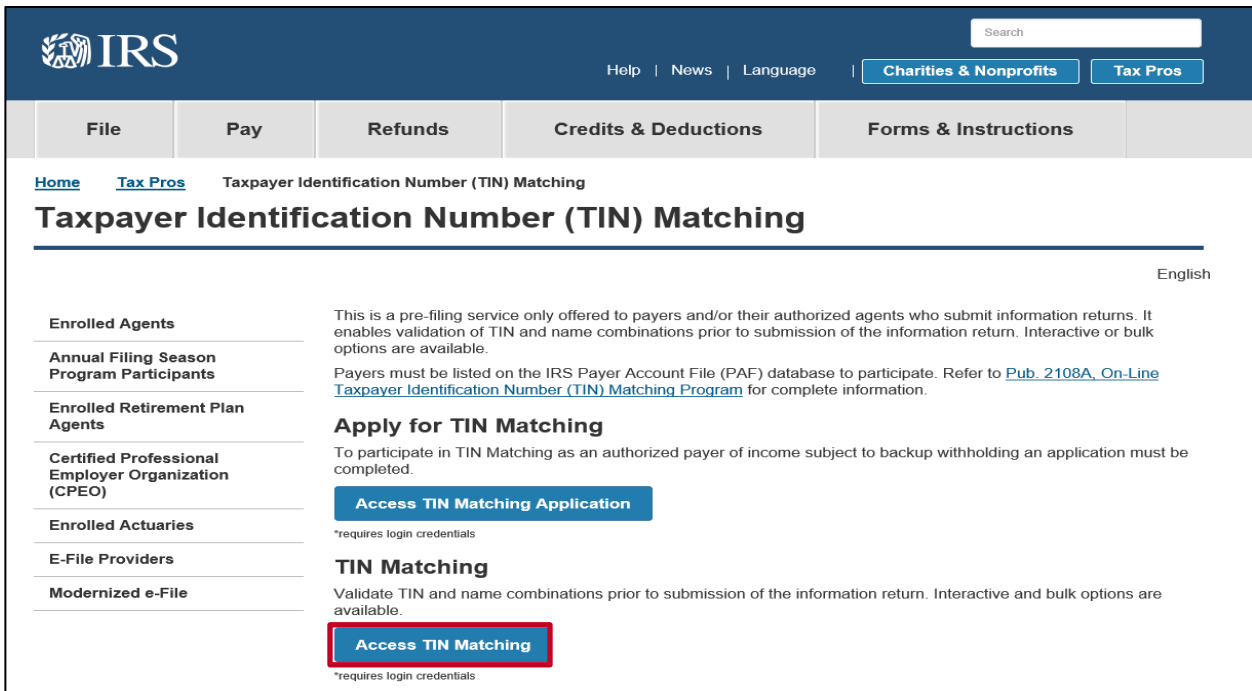 IRS
Search
Help | News | Language | Charities & Nonprofits Tax Pros
File Pay Refunds Credits & Deductions Forms & Instructions
Home Tax Pros Taxpayer Identification Number (TIN) Matching
Taxpayer Identification Number (TIN) Matching
English
Enrolled Agents
Annual Filing Season
Program Participants
Enrolled Retirement Plan
Agents
Certified Professional
Employer Organization
(CPEO)
Enrolled Actuaries
E-File Providers
Modernized e-File
This is a pre-filing service only offered to payers and/or their authorized agents who submit information returns. It
enables validation of TIN and name combinations prior to submission of the information return. Interactive or bulk
options are available.
Payers must be listed on the IRS Payer Account File (PAF) database to participate. Refer to Pub. 2108A, On-Line
Taxpayer Identification Number (TIN) Matching Program for complete information.
Apply for TIN Matching
To participate in TIN Matching as an authorized payer of income subject to backup withholding an application must be
completed.
Access TIN Matching Application
*requires login credentials
TIN Matching
Validate TIN and name combinations prior to submission of the information return. Interactive and bulk options are
available.
Access TIN Matching
*requires login credentials